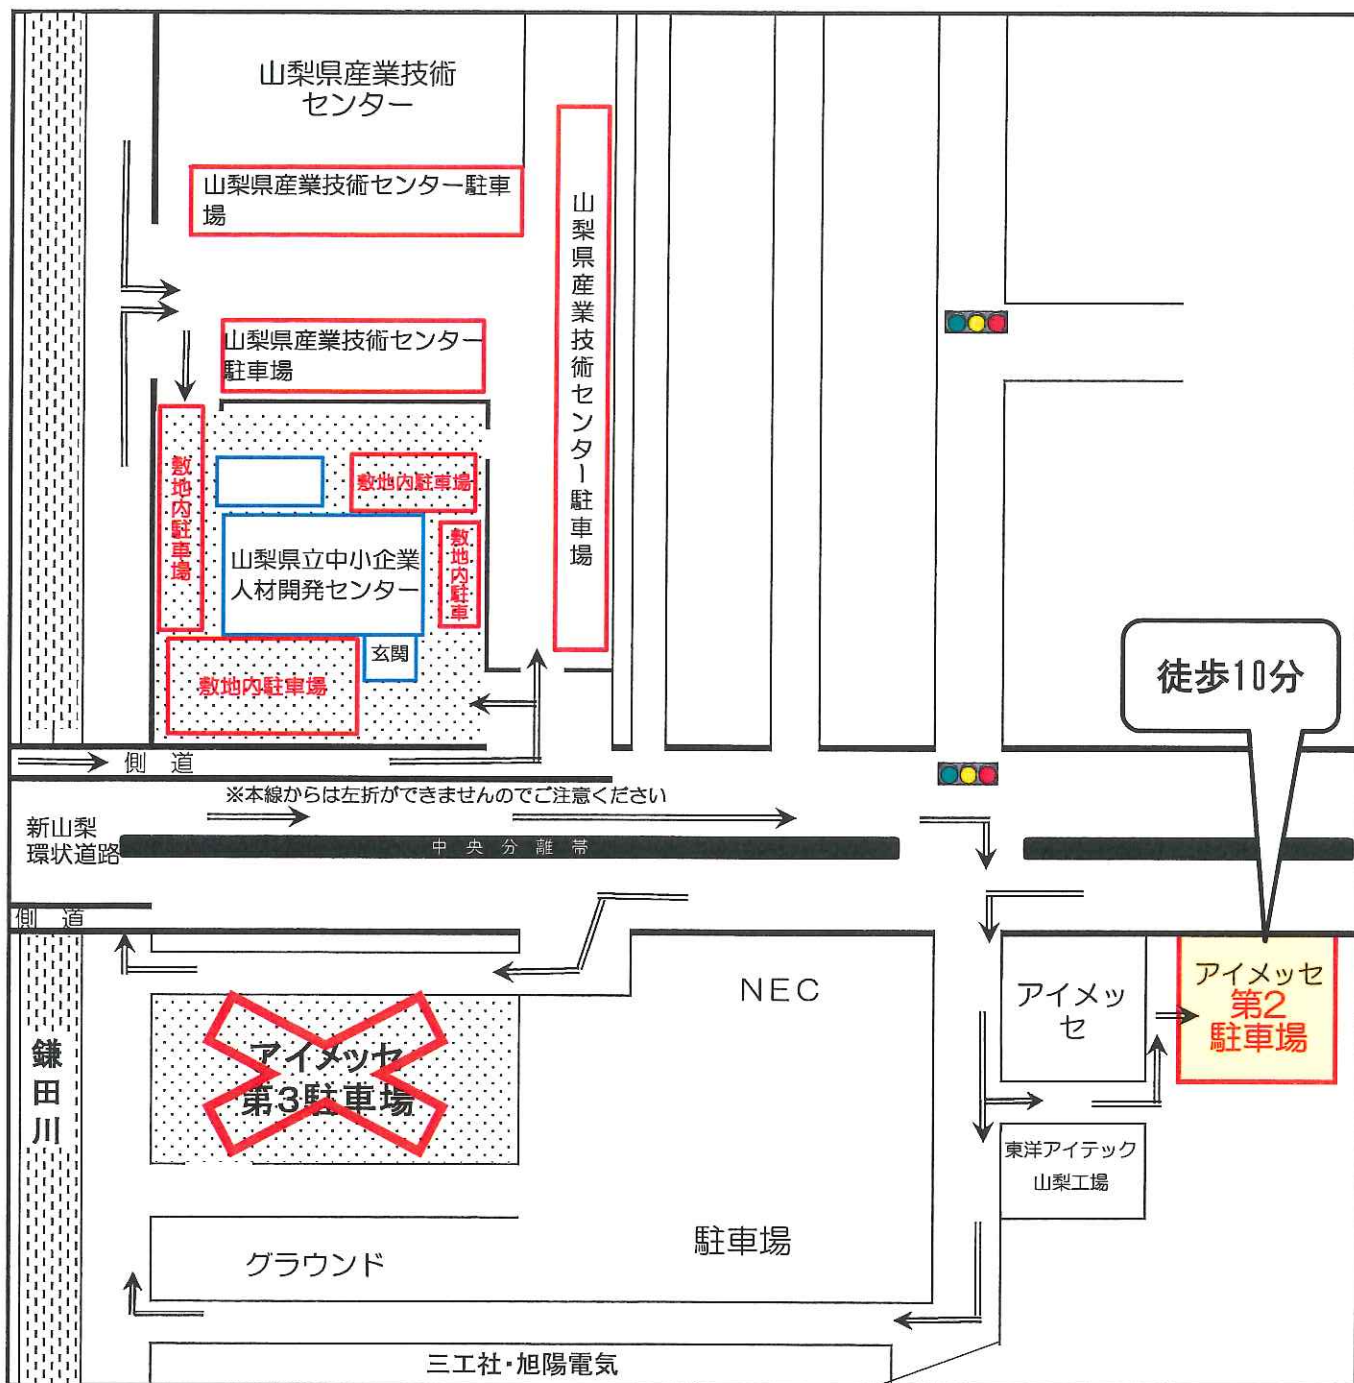 山梨県産業技術
センター
山梨県産業技術センター駐車
場
山梨県産業技術センター駐車場
山梨県産業技術センター
駐車場
敷地内駐車場
敷地内駐車場
敷地内駐車
山梨県立中小企業
人材開発センター
玄関
敷地内駐車場
徒歩10分
側 道
※本線からは左折ができませんのでご注意ください
新山梨
環状道路
中央分離帯
側 道
NEC
アイメッ
セ
アイメッセ
第2
駐車場
鎌田川
アイメッセ
第3駐車場
東洋アイテック
山梨工場
駐車場
グラウンド
三工社・旭陽電気